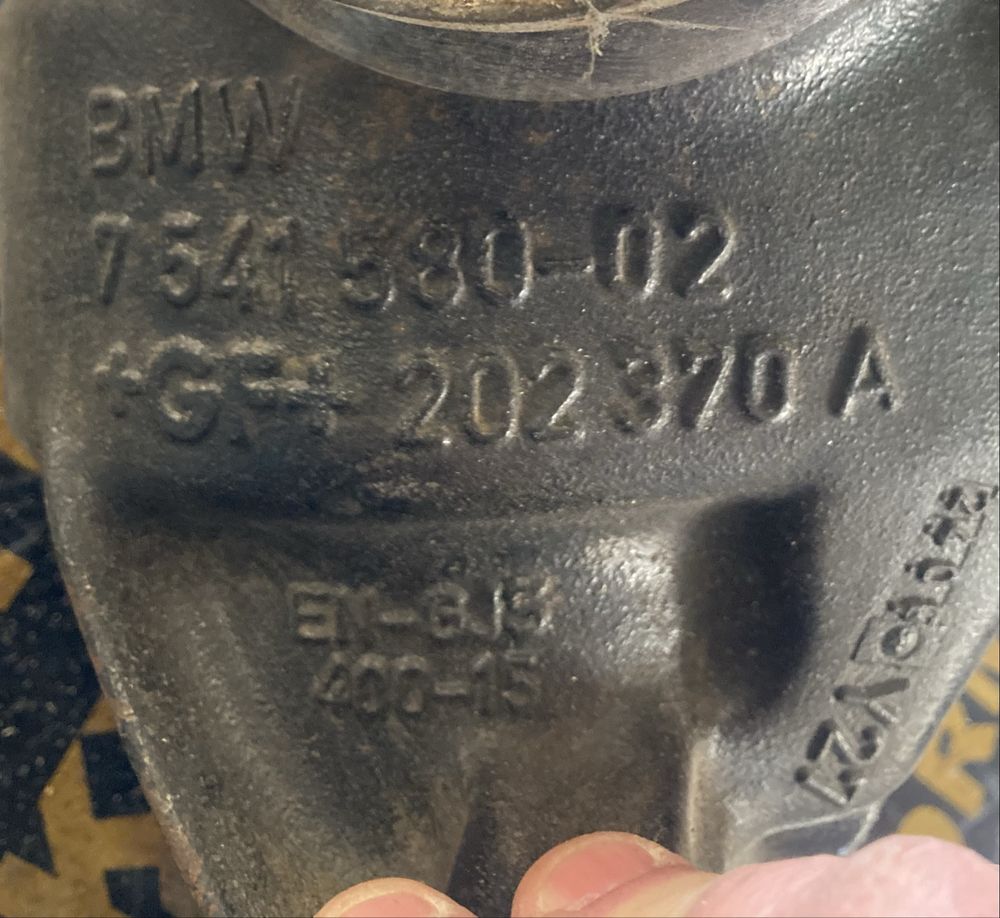 BMW
7 541 580-02
GF+ 202 370 A
EN-GJS
400-15